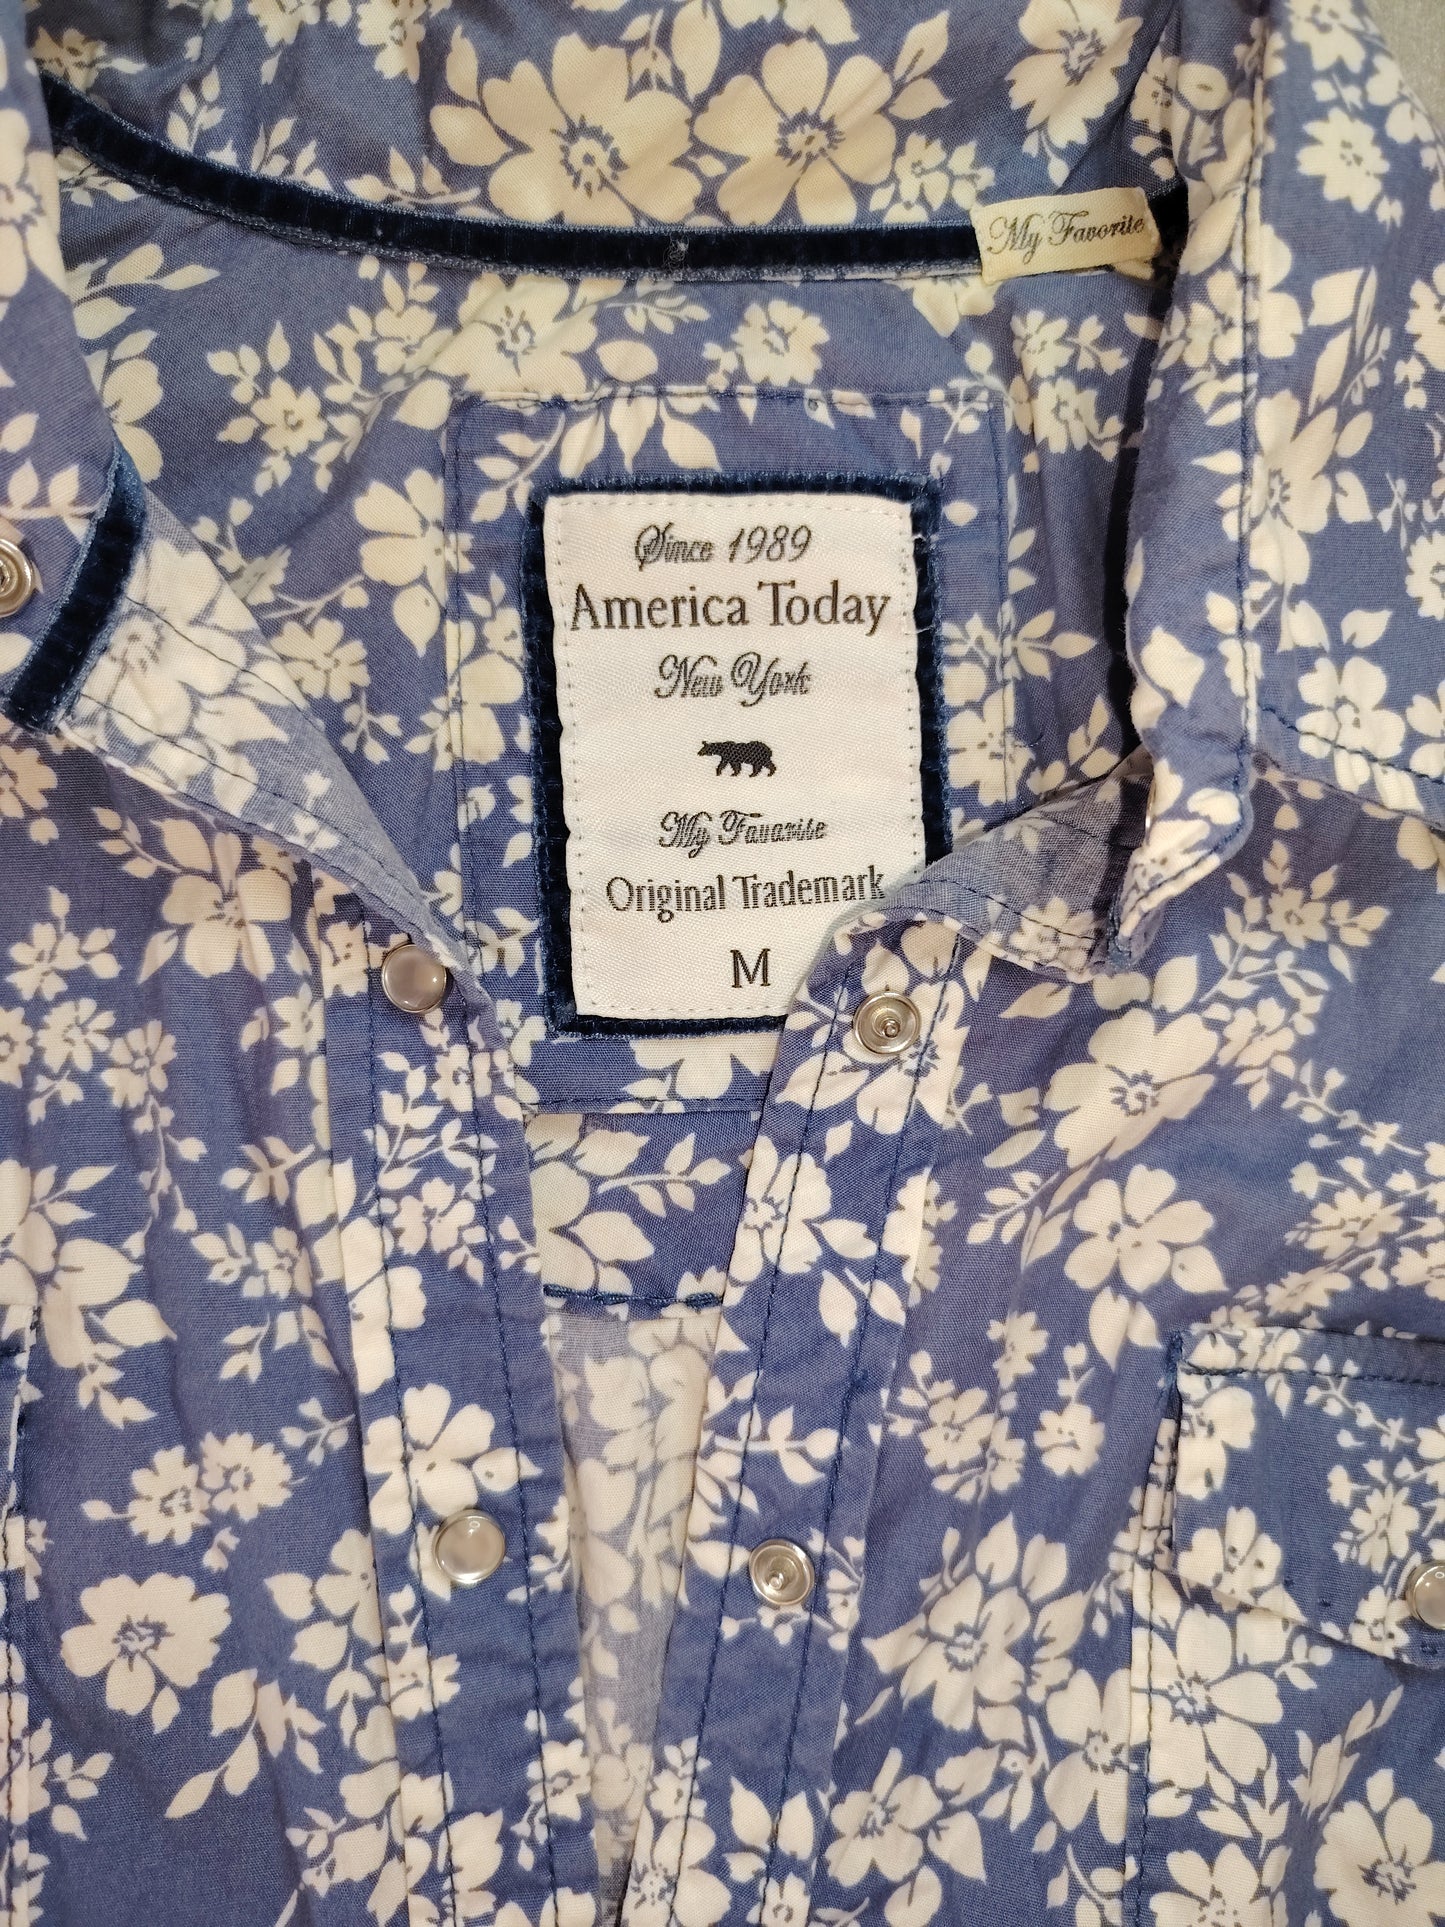 My Favorite
Since 1989
America Today
New York
My Favorite
Original Trademark
M